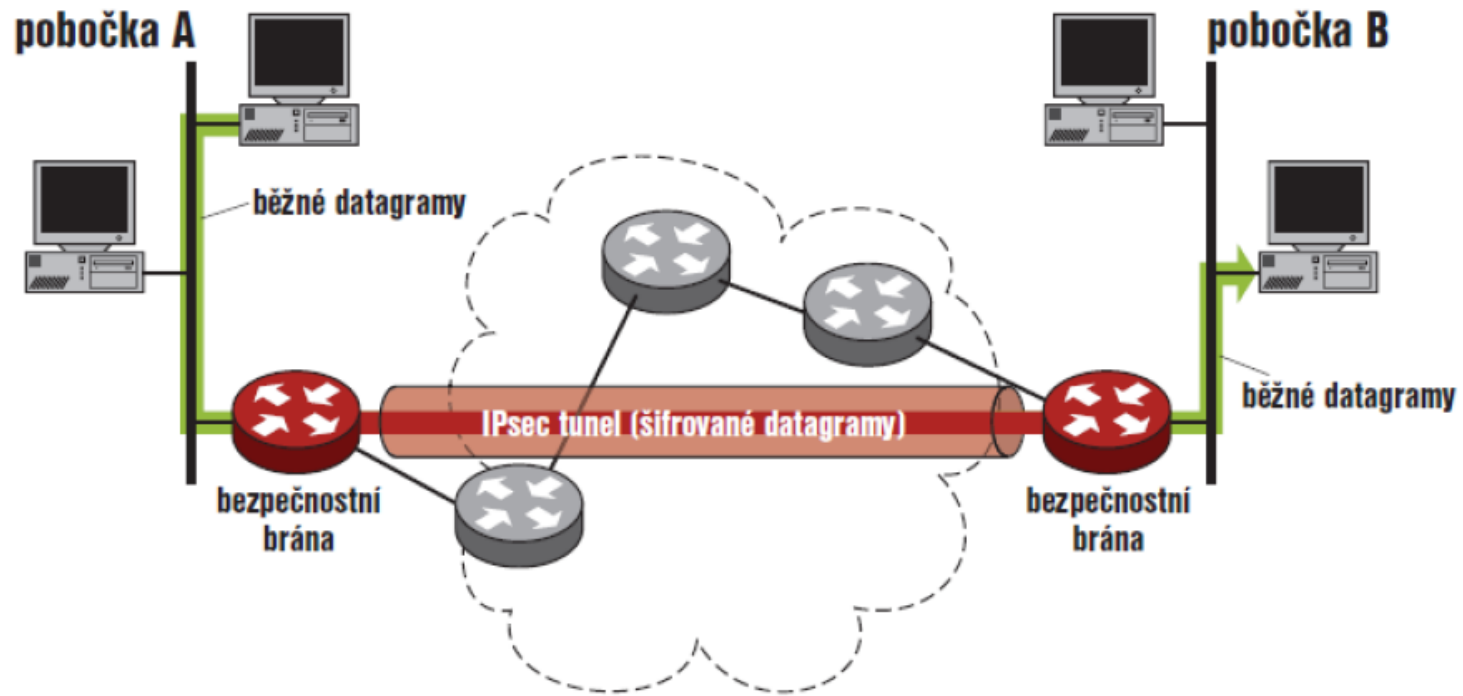 pobočka A
pobočka B
běžné datagramy
běžné datagramy
IPsec tunel (šifrované datagramy)
bezpečnostní
brána
bezpečnostní
brána